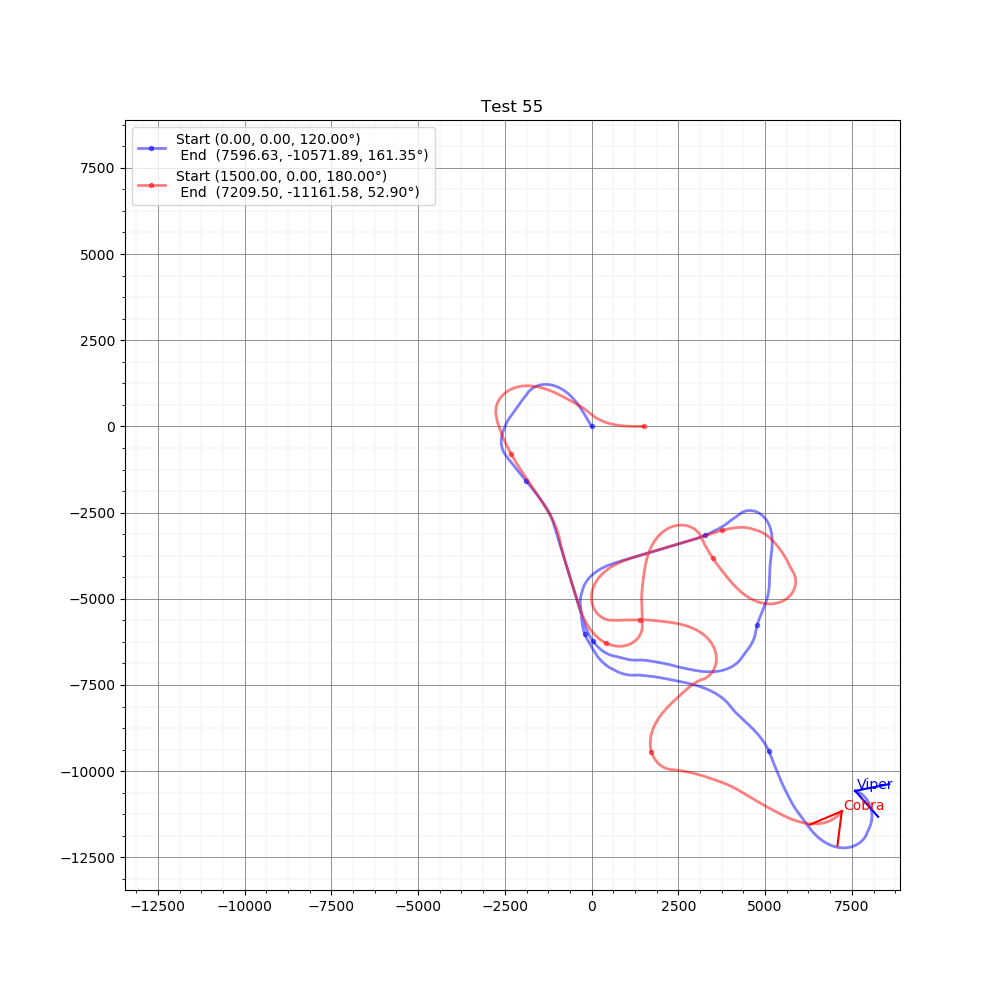 Test 55
Start (0.00, 0.00, 120.00°)
End  (7596.63, -10571.89, 161.35°)
Start (1500.00, 0.00, 180.00°)
End  (7209.50, -11161.58, 52.90°)
7500
5000
2500
0
−2500
−5000
−7500
−10000
−12500
Viper
Cobra
−12500 −10000 −7500 −5000 −2500 0 2500 5000 7500